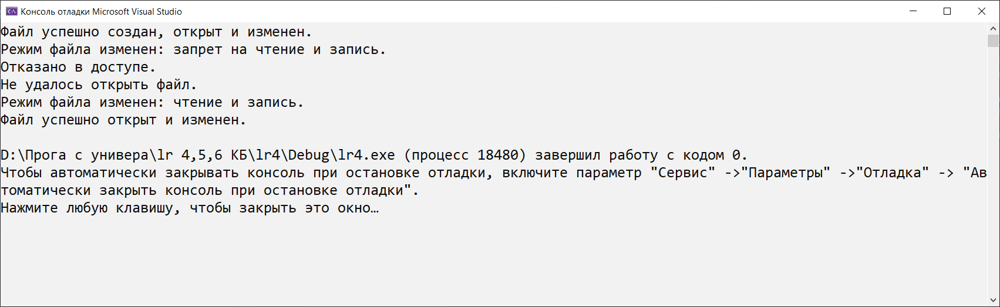 Консоль отладки Microsoft Visual Studio
Файл успешно создан, открыт и изменен.
Режим файла изменен: запрет на чтение и запись.
Отказано в доступе.
Не удалось открыть файл.
Режим файла изменен: чтение и запись.
Файл успешно открыт и изменен.
D:\Прога с универа\lr 4,5,6 КБ\lr4\Debug\lr4.exe (процесс 18480) завершил работу с кодом 0.
Чтобы автоматически закрывать консоль при остановке отладки, включите параметр "Сервис" ->"Параметры" ->"Отладка" -> "Ав
томатически закрыть консоль при остановке отладки".
Нажмите любую клавишу, чтобы закрыть это окно…